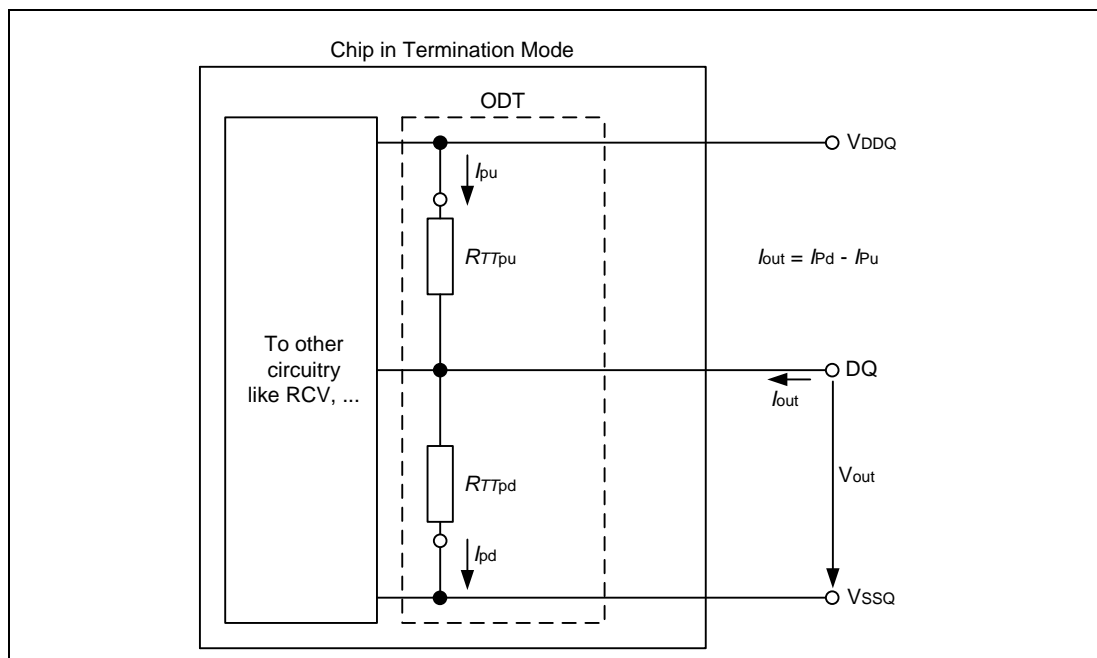 Chip in Termination Mode
ODT
VDDQ
Ipu
RTTpu
Iout = IPd - IPu
To other
circuitry
like RCV, ...
DQ
Iout
RTTpd
Vout
Ipd
VSSQ